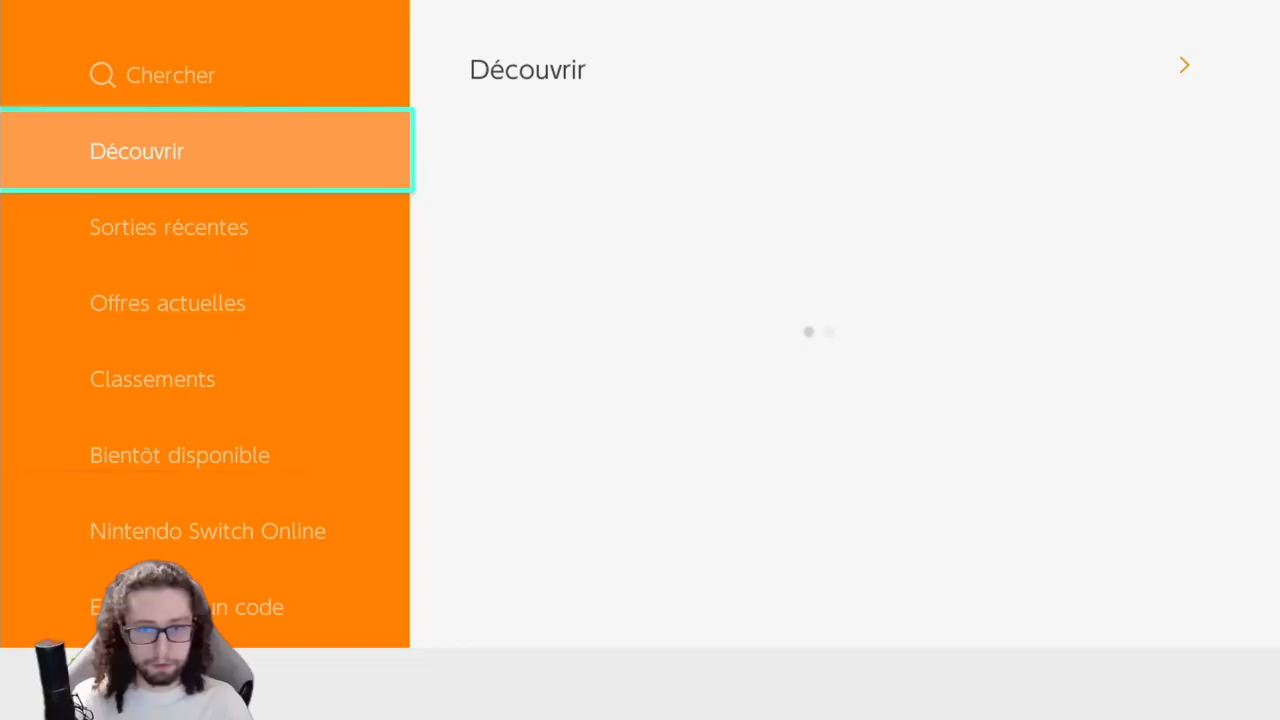 Chercher
Découvrir
Sorties récentes
Offres actuelles
Classements
Bientôt disponible
Nintendo Switch Online
un code
Découvrir